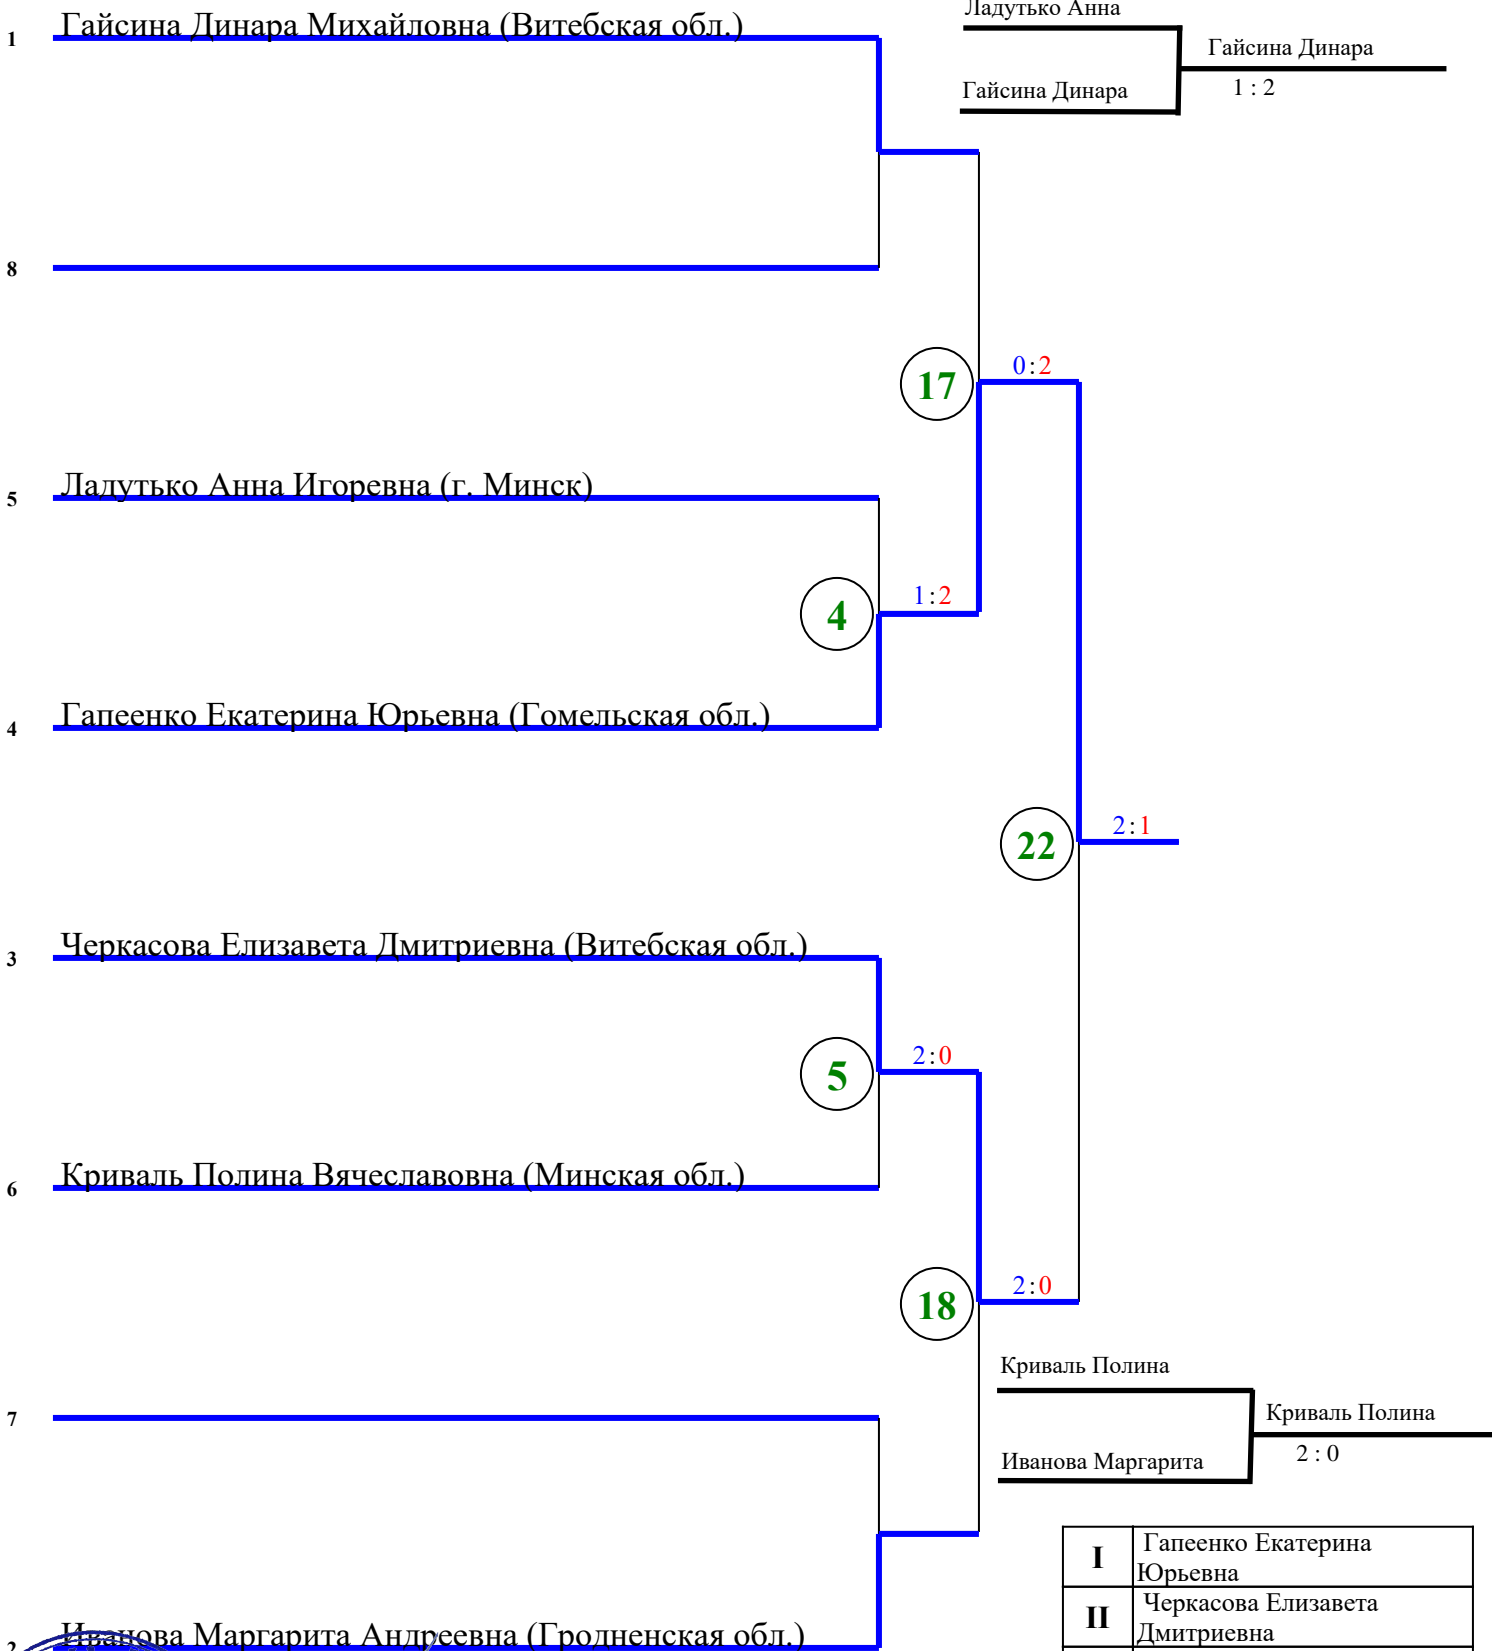 Ладутько Анна
1 Гайсина Динара Михайловна (Витебская обл.)
Гайсина Динара
Гайсина Динара
1 : 2
8
0:2
17
5 Ладутько Анна Игоревна (г. Минск)
1:2
4
4 Гапеенко Екатерина Юрьевна (Гомельская обл.)
2:1
22
3 Черкасова Елизавета Дмитриевна (Витебская обл.)
2:0
5
6 Криваль Полина Вячеславовна (Минская обл.)
2:0
18
Криваль Полина
7
Криваль Полина
Иванова Маргарита
2 : 0
I Гапеенко Екатерина
Юрьевна
II Черкасова Елизавета
Дмитриевна
2 Иванова Маргарита Андреевна (Гродненская обл.)